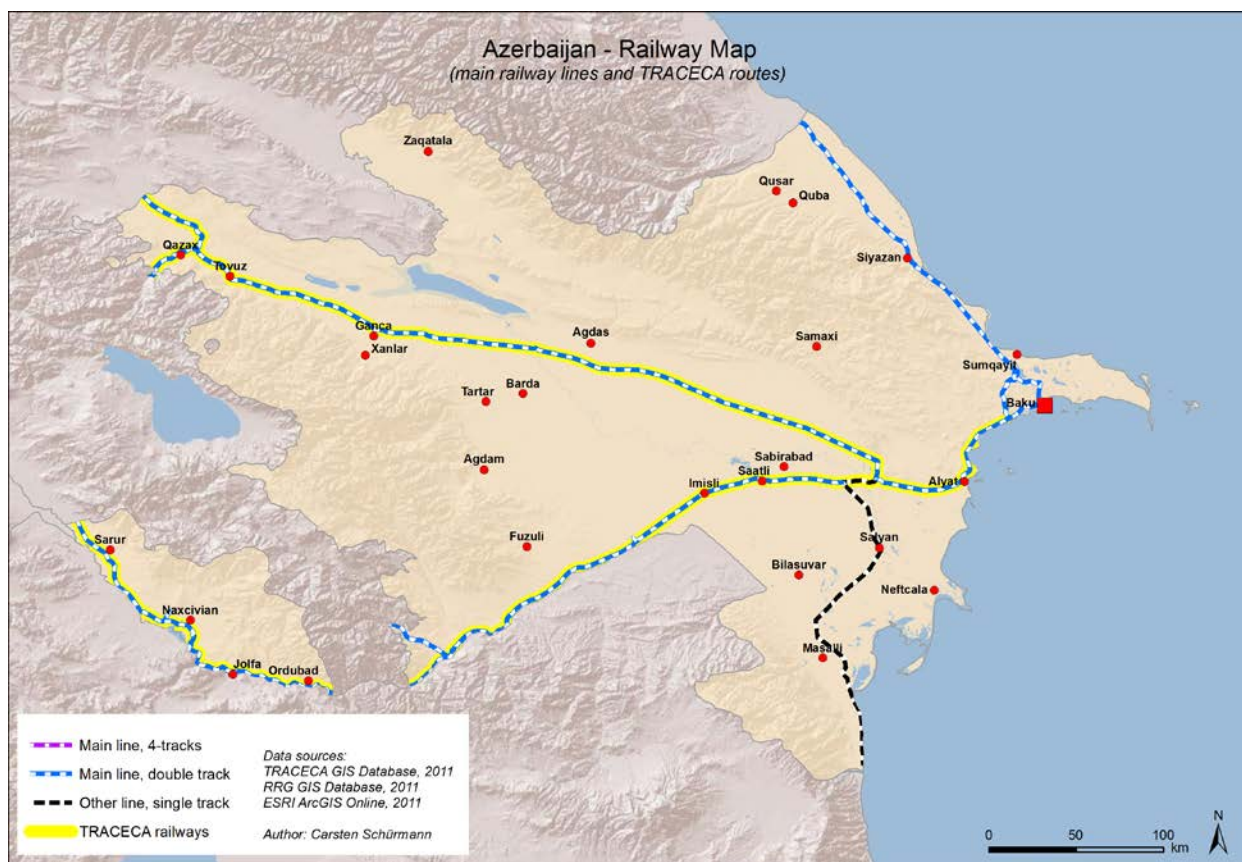 Azerbaijan - Railway Map
(main railway lines and TRACECA routes)
Zaqatala
Qusar
Quba
Qazax
Siyazan
Tovuz
Ganca
Agdas
Samaxi
Xanlar
Sumqayit
Barda
Tartar
Baku
Agdam
Sabirabad
Saatli
Imisli
Alyat
Sarur
Fuzuli
Salyan
Bilasuvar
Neftcala
Naxcivian
Masalli
Jolfa
Ordubad
Main line, 4-tracks
Main line, double track
Other line, single track
TRACECA railways
Data sources:
TRACECA GIS Database, 2011
RRG GIS Database, 2011
ESRI ArcGIS Online, 2011
Author: Carsten Schürmann
N
0 50 100
km